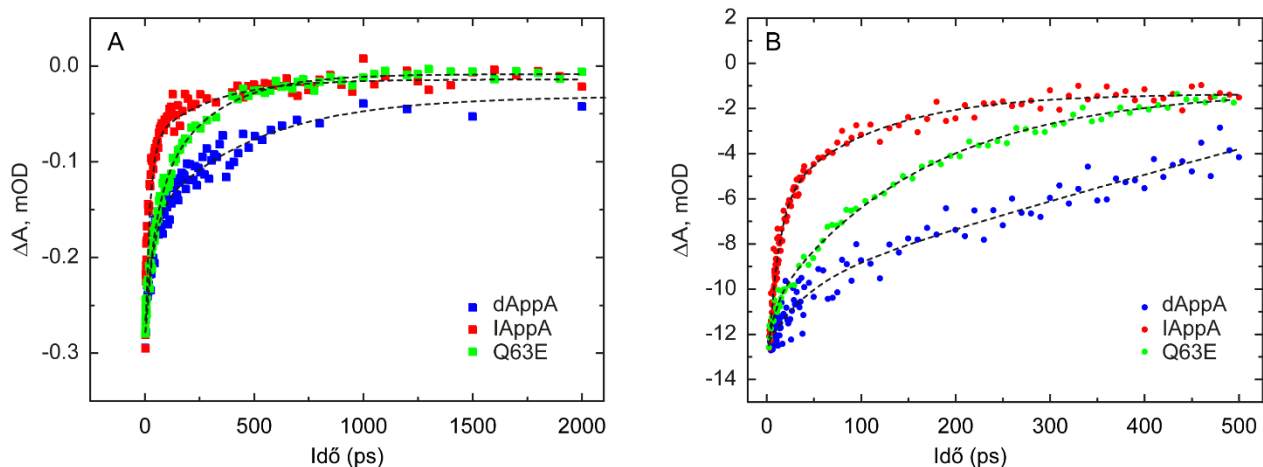 A
0.0
-0.1
-0.2
-0.3
ΔA, mOD
dAppA
lAppA
Q63E
0
500
1000
1500
2000
Idő (ps)
B
2
0
-2
-4
-6
-8
-10
-12
-14
ΔA, mOD
dAppA
lAppA
Q63E
0
100
200
300
400
500
Idő (ps)